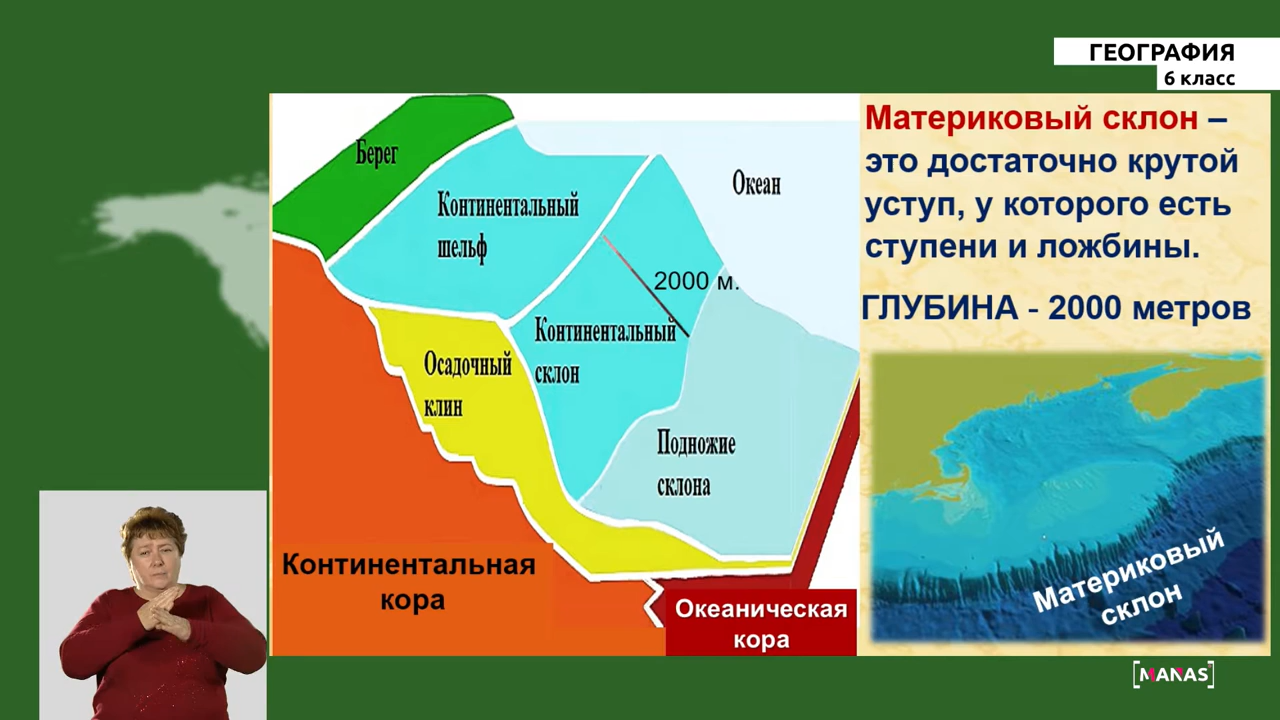 ГЕОГРАФИЯ
6 класс
Берег
Континентальный
шельф
Океан
2000 м.
Континентальный
склон
Осадочный
клин
Подножие
склона
Континентальная
кора
Океаническая
кора
Материковый склон –
это достаточно крутой
уступ, у которого есть
ступени и ложбины.
ГЛУБИНА - 2000 метров
Материковый
склон
[MANAS]